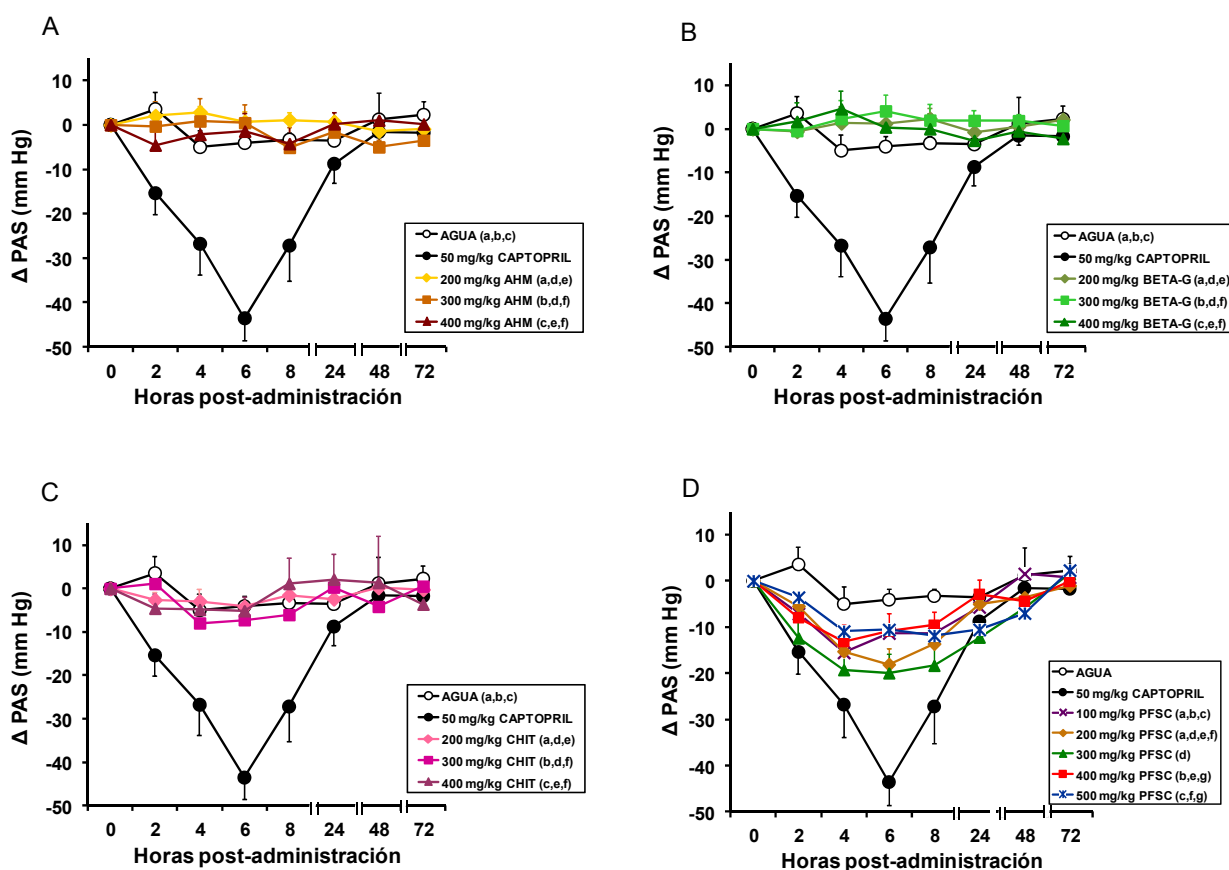 A
10
0
-10
-20
-30
-40
-50
Δ PAS (mm Hg)
AGUA (a,b,c)
50 mg/kg CAPTOPRIL
200 mg/kg AHM (a,d,e)
300 mg/kg AHM (b,d,f)
400 mg/kg AHM (c,e,f)
0 2 4 6 8 24 48 72
Horas post-administración
B
10
0
-10
-20
-30
-40
-50
Δ PAS (mm Hg)
AGUA (a,b,c)
50 mg/kg CAPTOPRIL
200 mg/kg BETA-G (a,d,e)
300 mg/kg BETA-G (b,d,f)
400 mg/kg BETA-G (c,e,f)
0 2 4 6 8 24 48 72
Horas post-administración
C
10
0
-10
-20
-30
-40
-50
Δ PAS (mm Hg)
AGUA (a,b,c)
50 mg/kg CAPTOPRIL
200 mg/kg CHIT (a,d,e)
300 mg/kg CHIT (b,d,f)
400 mg/kg CHIT (c,e,f)
0 2 4 6 8 24 48 72
Horas post-administración
D
10
0
-10
-20
-30
-40
-50
Δ PAS (mm Hg)
AGUA
50 mg/kg CAPTOPRIL
100 mg/kg PFSC (a,b,c)
200 mg/kg PFSC (a,d,e,f)
300 mg/kg PFSC (d)
400 mg/kg PFSC (b,e,g)
500 mg/kg PFSC (c,f,g)
0 2 4 6 8 24 48 72
Horas post-administración